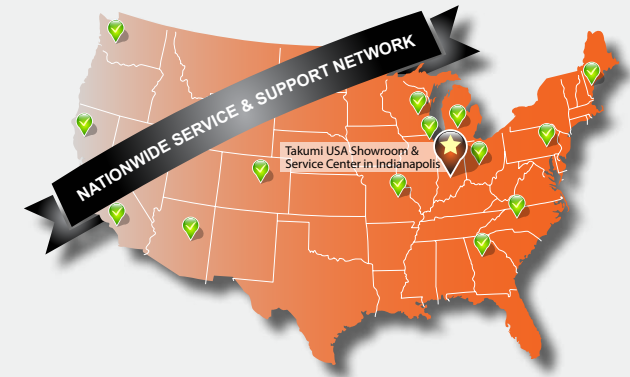 NATIONWIDE SERVICE & SUPPORT NETWORK
Takumi USA Showroom &
Service Center in Indianapolis